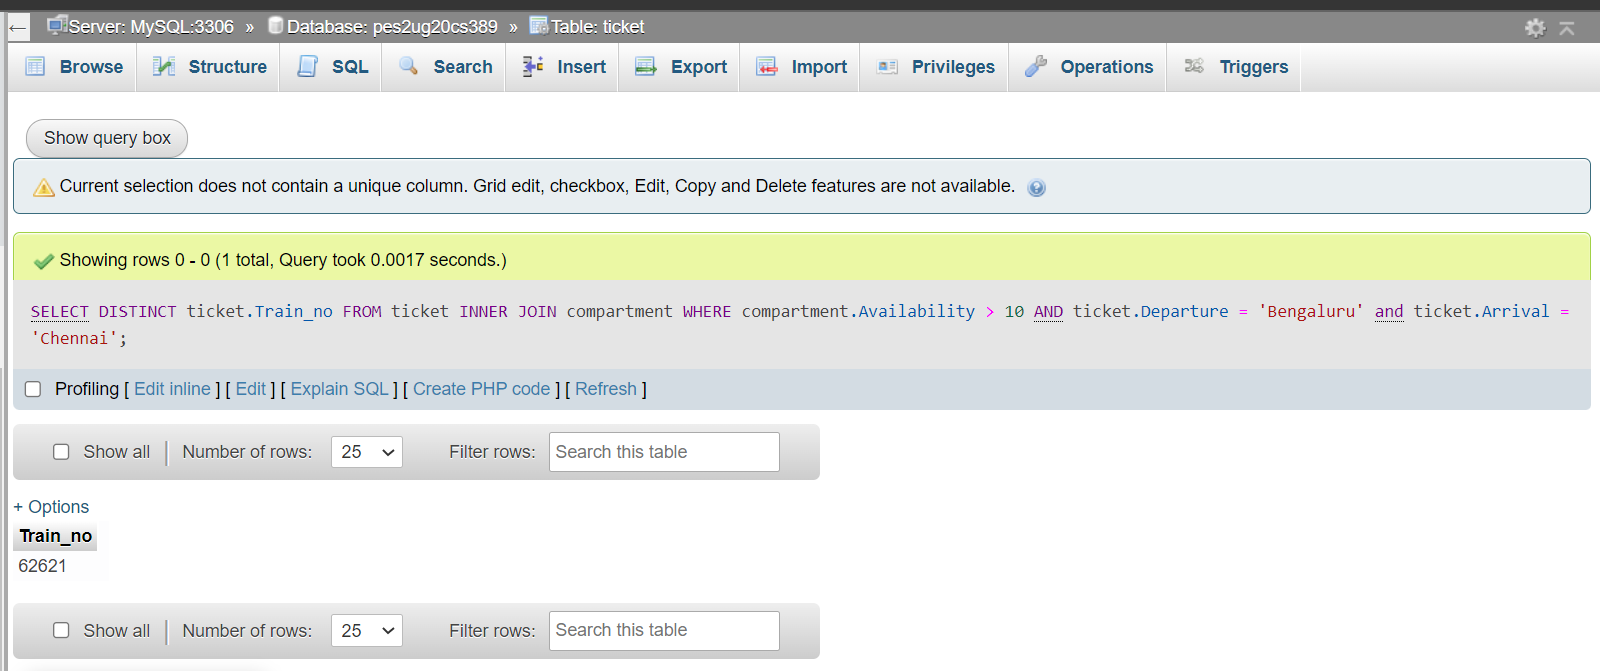 Server: MySQL:3306 » Database: pes2ug20cs389 » Table: ticket
Browse Structure SQL Search Insert Export Import Privileges Operations Triggers
Show query box
Current selection does not contain a unique column. Grid edit, checkbox, Edit, Copy and Delete features are not available.
Showing rows 0 - 0 (1 total, Query took 0.0017 seconds.)
SELECT DISTINCT ticket.Train_no FROM ticket INNER JOIN compartment WHERE compartment.Availability > 10 AND ticket.Departure = 'Bengaluru' and ticket.Arrival =
'Chennai';
Profiling [ Edit inline ] [ Edit ] [ Explain SQL ] [ Create PHP code ] [ Refresh ]
Show all Number of rows: 25 Filter rows: Search this table
+ Options
Train_no
62621
Show all Number of rows: 25 Filter rows: Search this table